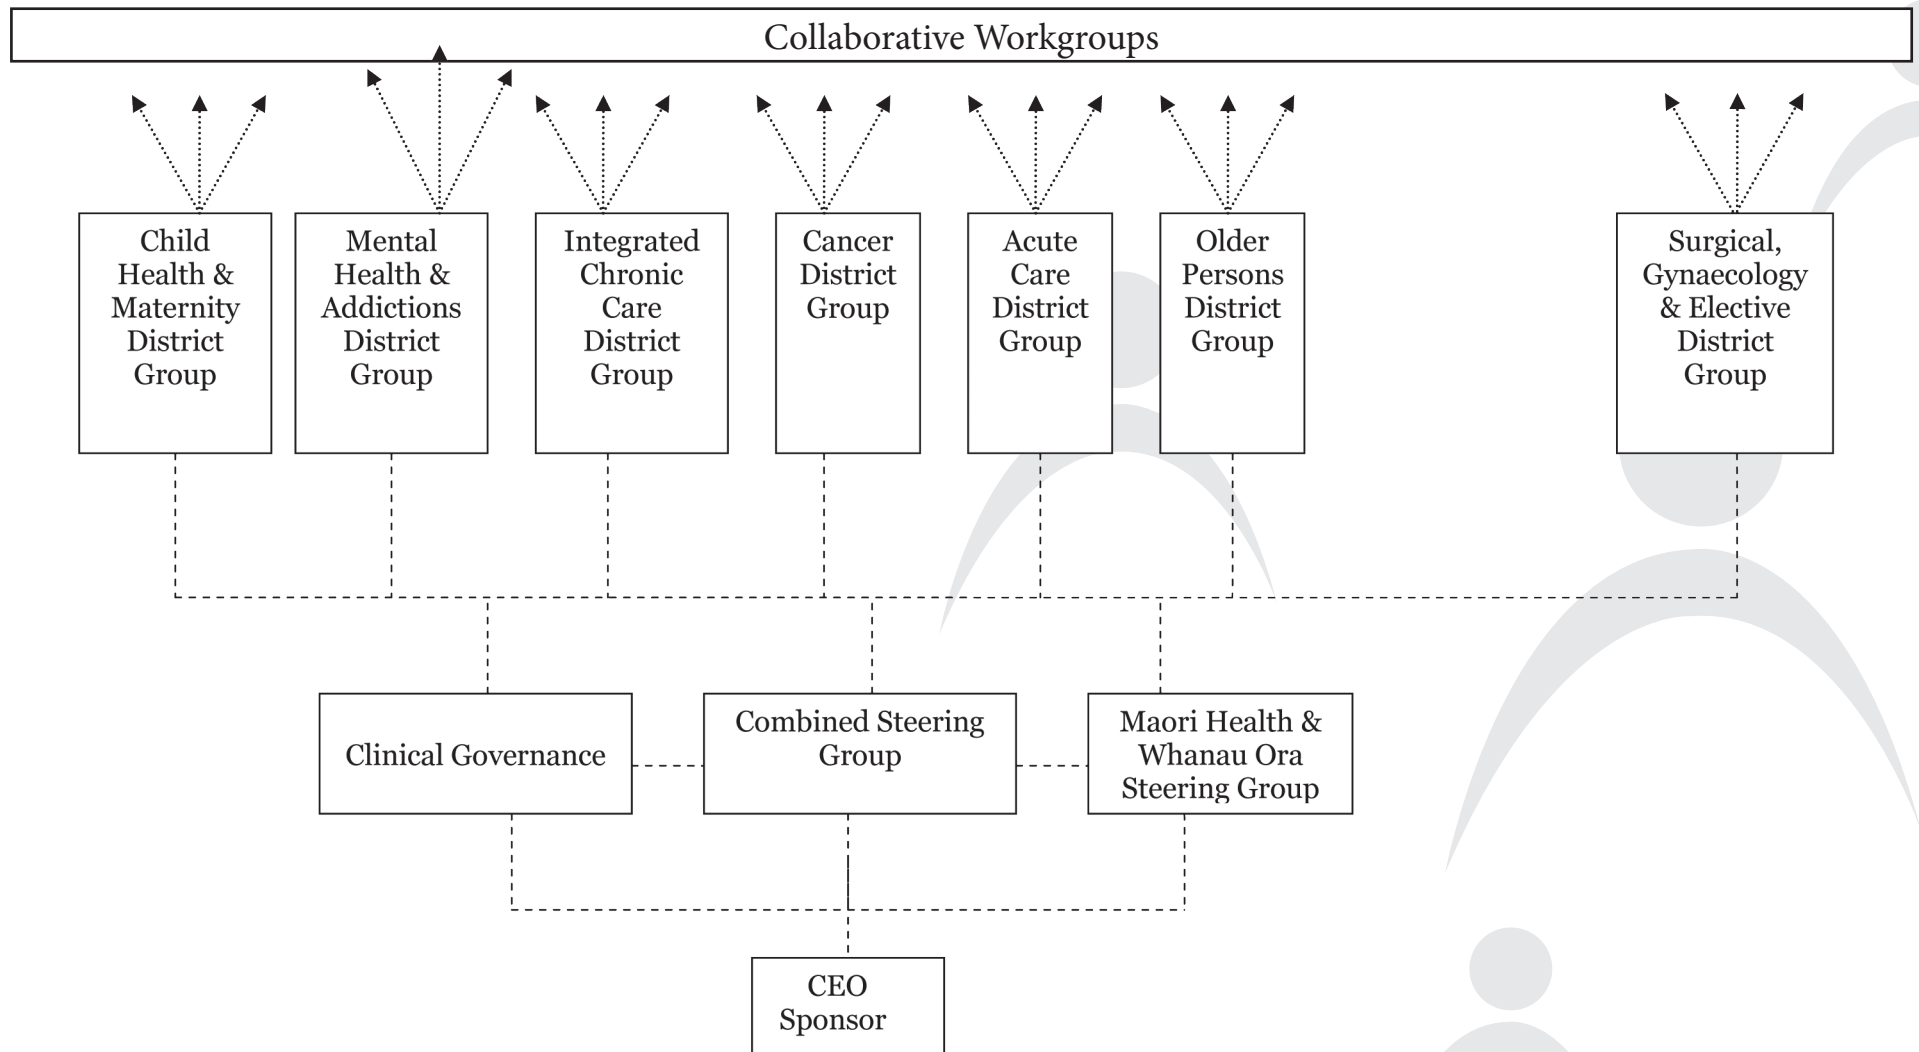 Collaborative Workgroups
Child
Health &
Maternity
District
Group
Mental
Health &
Addictions
District
Group
Integrated
Chronic
Care
District
Group
Cancer
District
Group
Acute
Care
District
Group
Older
Persons
District
Group
Surgical,
Gynaecology
& Elective
District
Group
Clinical Governance
Combined Steering
Group
Maori Health &
Whanau Ora
Steering Group
CEO
Sponsor